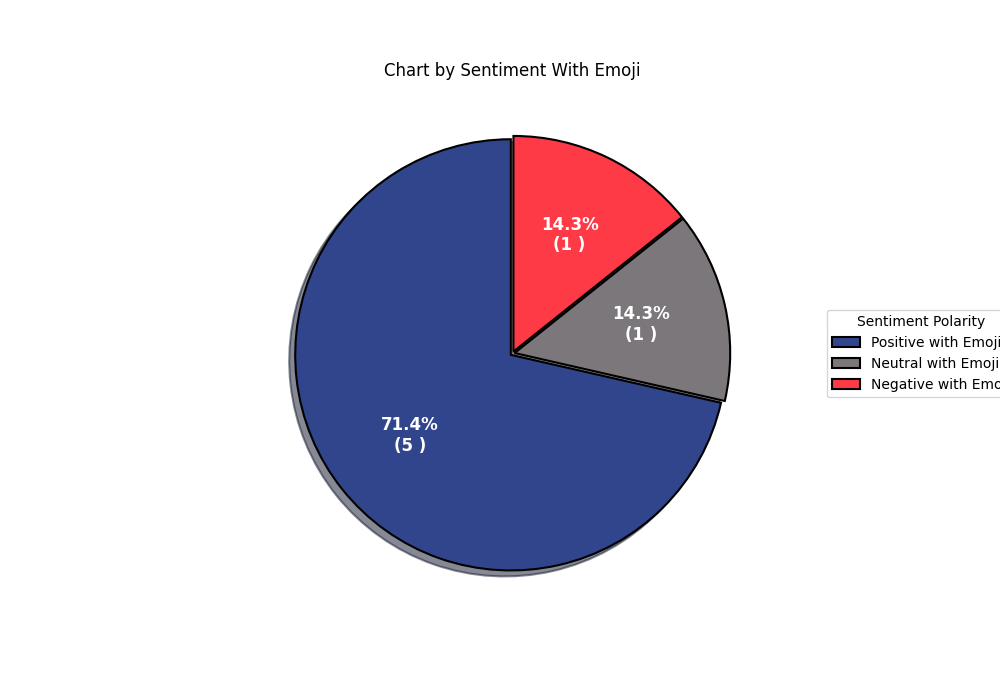 Chart by Sentiment With Emoji
14.3%
(1 )
14.3%
(1 )
71.4%
(5 )
Sentiment Polarity
Positive with Emoji
Neutral with Emoji
Negative with Emo